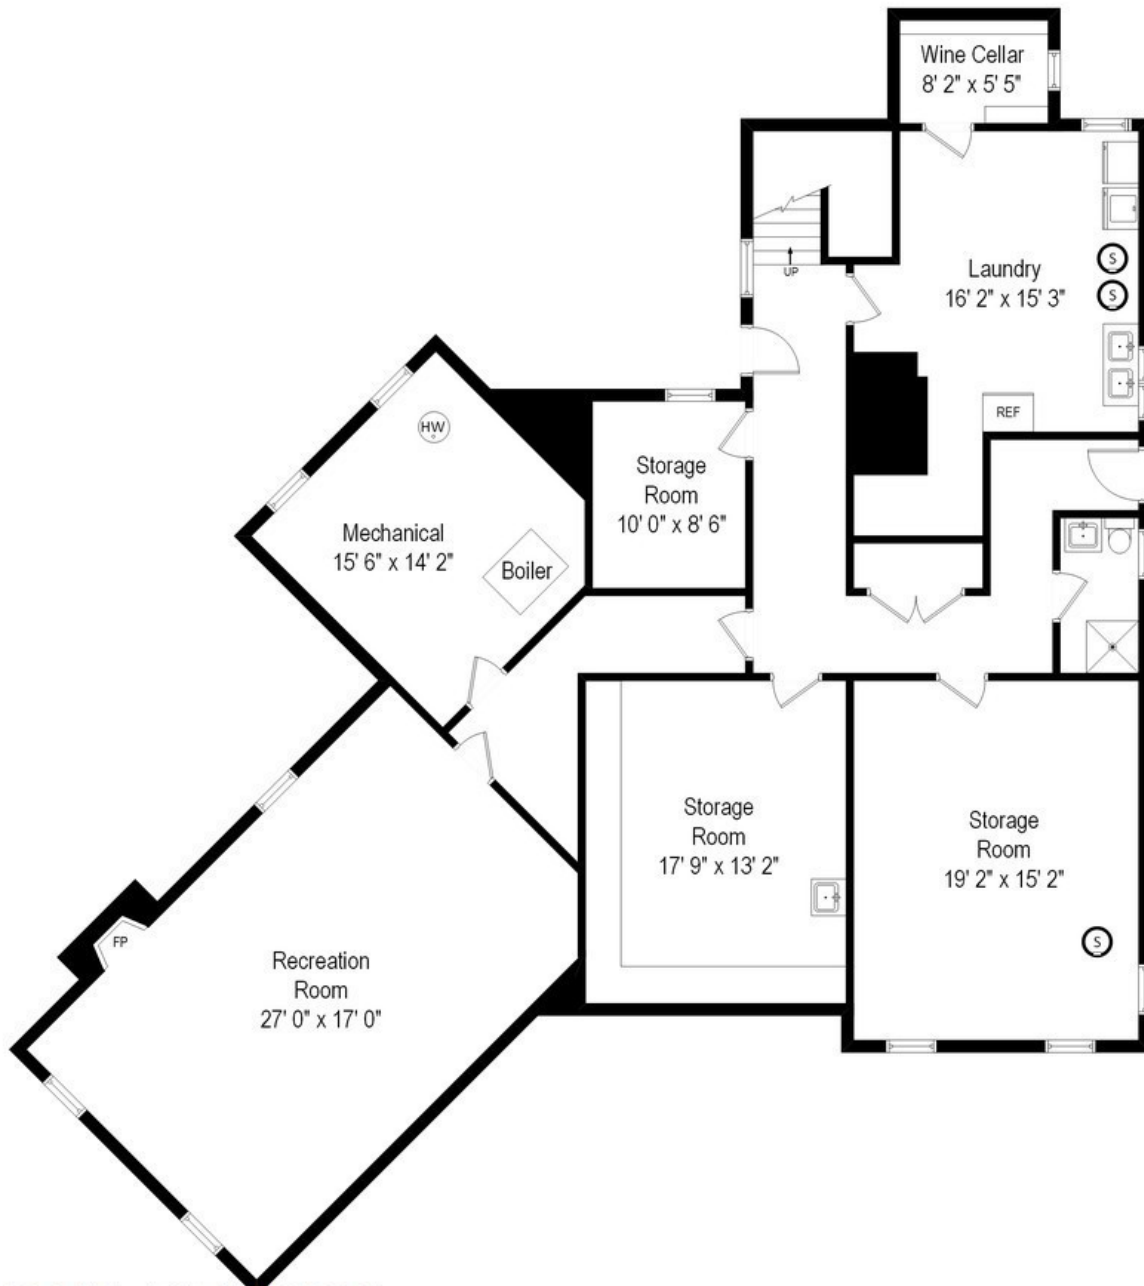 Wine Cellar
8' 2" x 5' 5"
UP
Laundry
16' 2" x 15' 3"
S
S
REF
HW
Storage
Room
10' 0" x 8' 6"
Mechanical
15' 6" x 14' 2"
Boiler
Storage
Room
17' 9" x 13' 2"
Storage
Room
19' 2" x 15' 2"
S
FP
Recreation
Room
27' 0" x 17' 0"